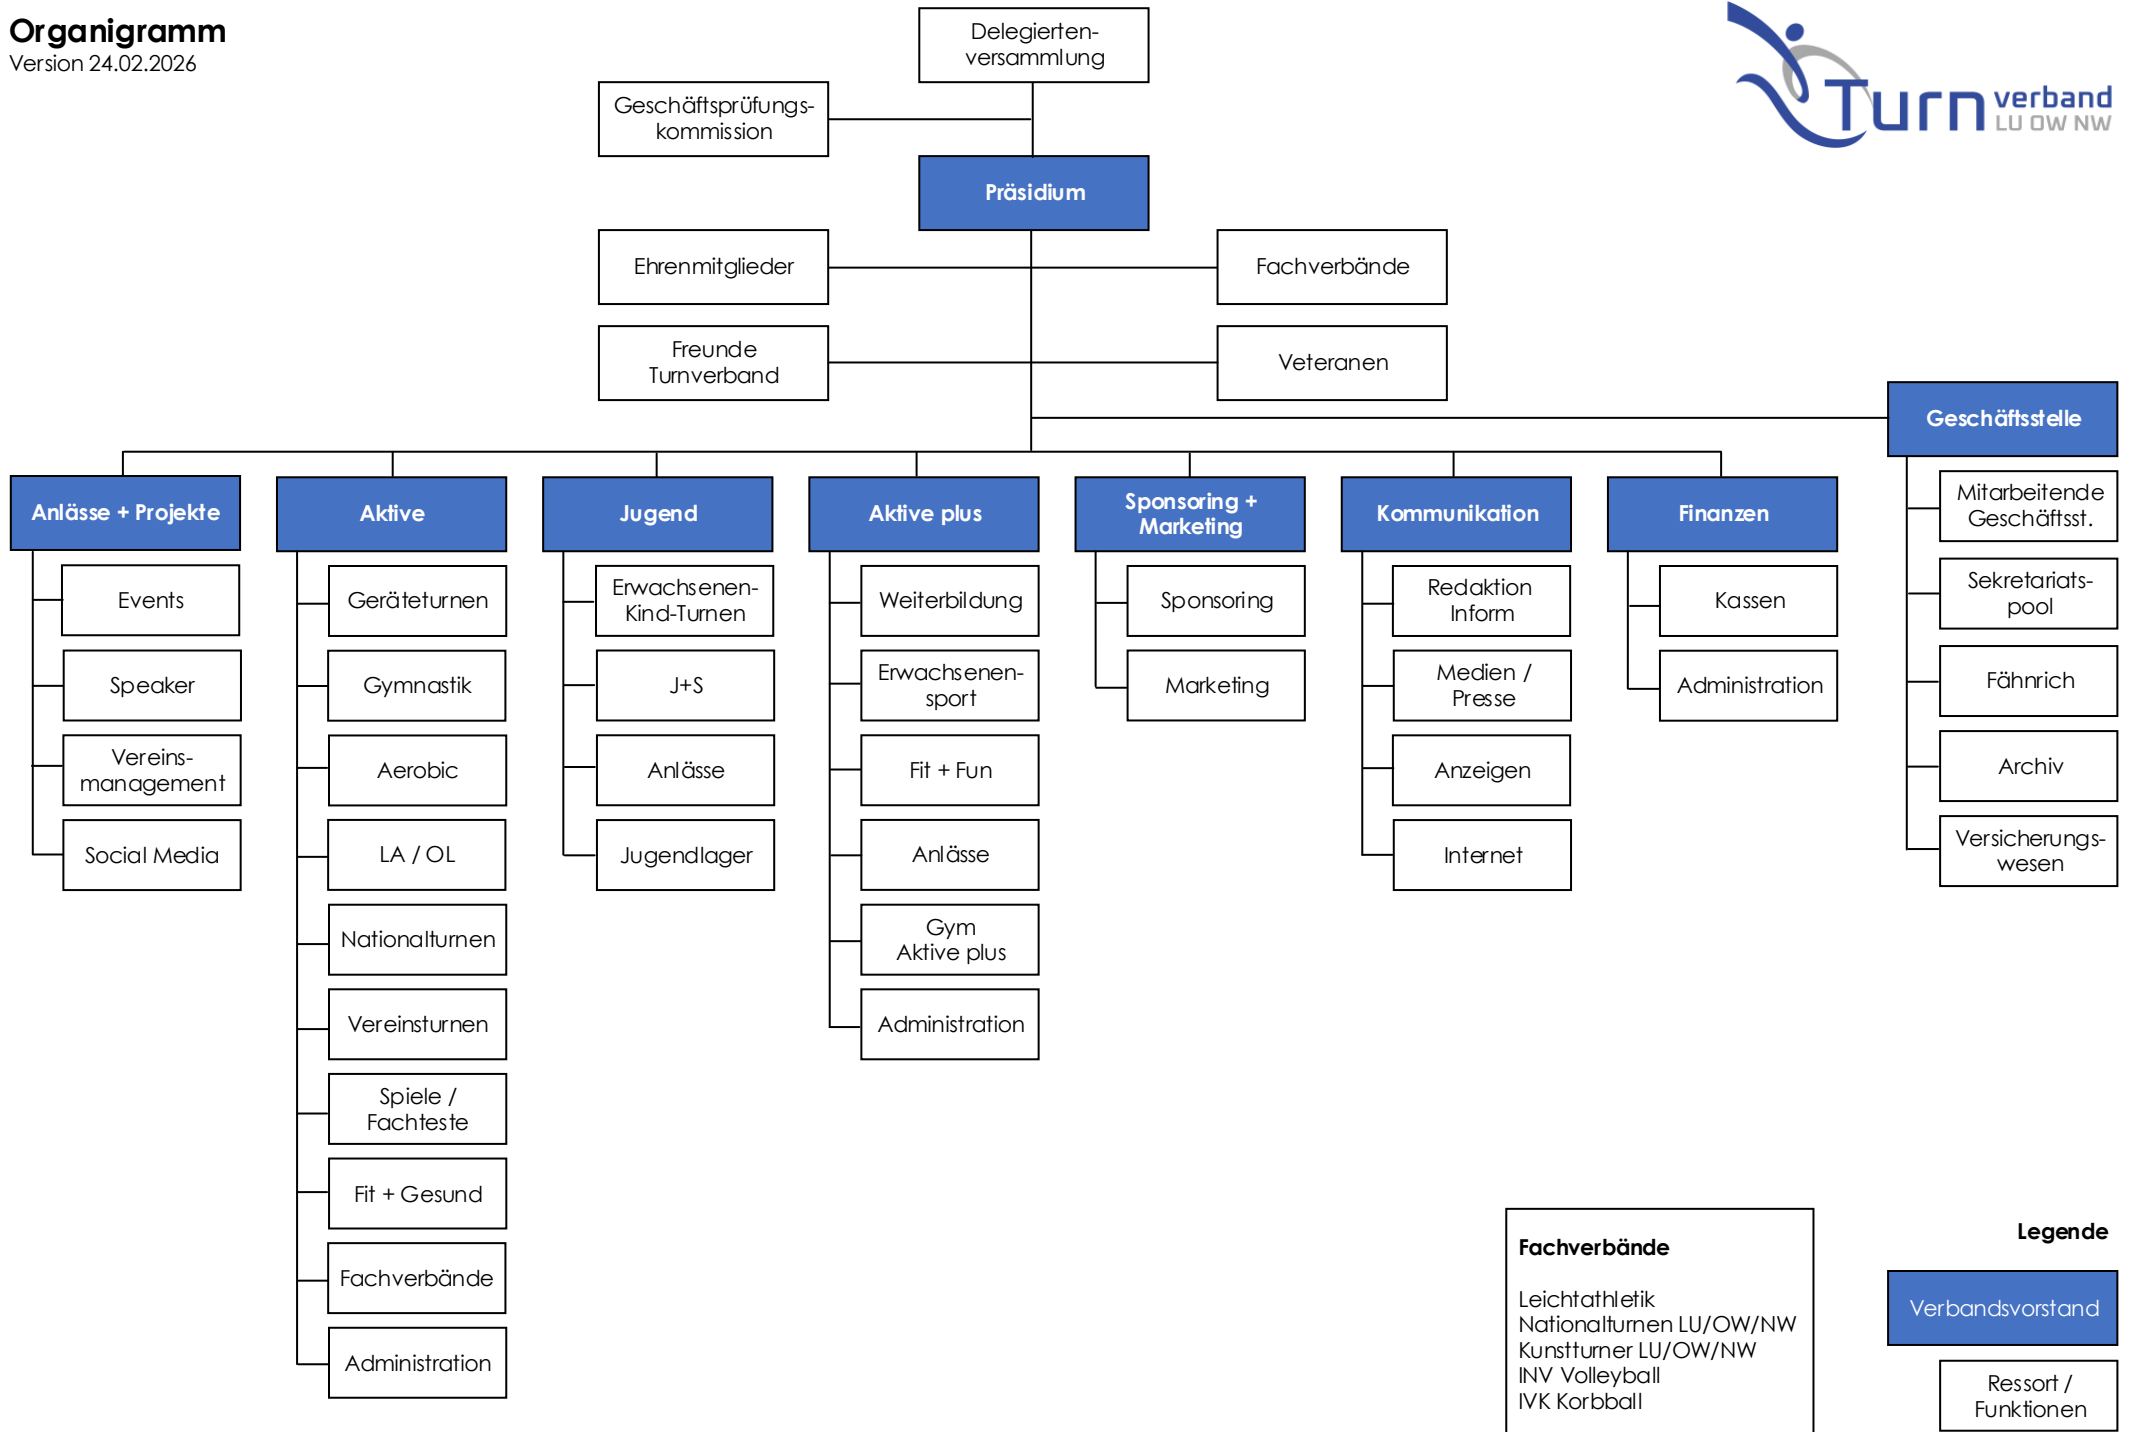 Organigramm
Version 24.02.2026
Delegierten-
versammlung
Turn verband
LU OW NW
Geschäftsprüfungs-
kommission
Präsidium
Ehrenmitglieder
Fachverbände
Freunde
Turnverband
Veteranen
Geschäftsstelle
Mitarbeitende
Geschäftsst.
Sekretariats-
pool
Fähnrich
Archiv
Versicherungs-
wesen
Anlässe + Projekte
Events
Speaker
Vereins-
management
Social Media
Aktive
Geräteturnen
Gymnastik
Aerobic
LA / OL
Nationalturnen
Vereinsturnen
Spiele /
Fachteste
Fit + Gesund
Fachverbände
Administration
Jugend
Erwachsenen-
Kind-Turnen
J+S
Anlässe
Jugendlager
Aktive plus
Weiterbildung
Erwachsenen-
sport
Fit + Fun
Anlässe
Gym
Aktive plus
Administration
Sponsoring +
Marketing
Sponsoring
Marketing
Kommunikation
Redaktion
Inform
Medien /
Presse
Anzeigen
Internet
Finanzen
Kassen
Administration
Fachverbände
Leichtathletik
Nationalturnen LU/OW/NW
Kunstturner LU/OW/NW
INV Volleyball
IVK Korbball
Legende
Verbandsvorstand
Ressort /
Funktionen